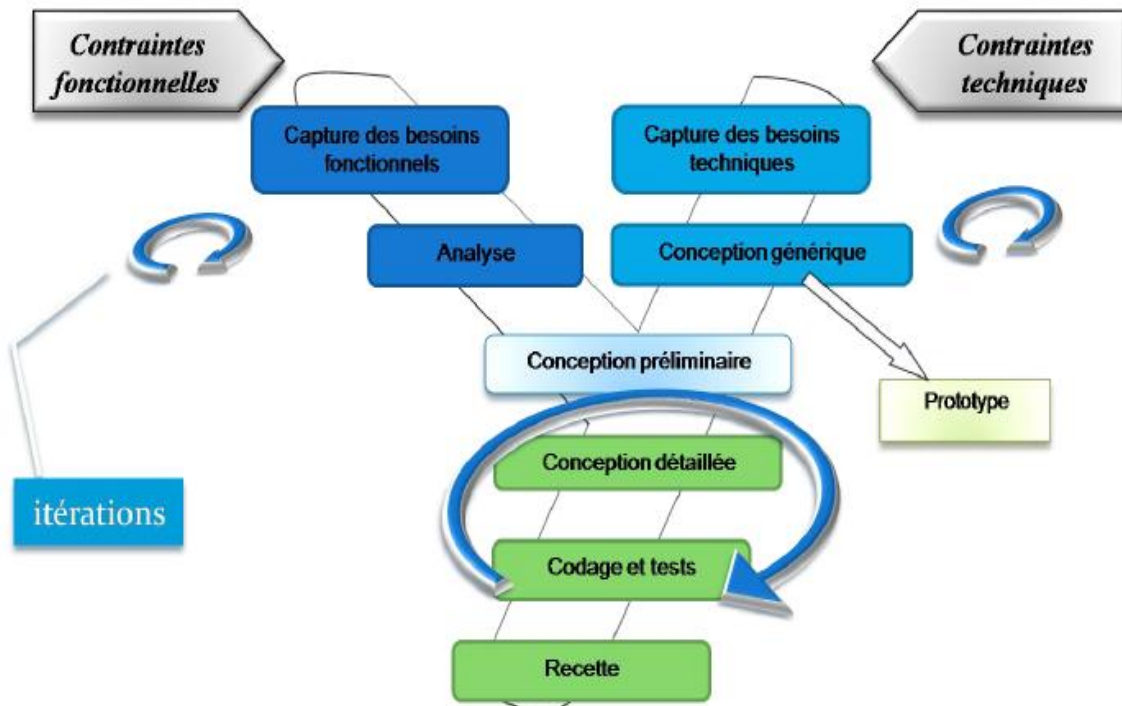 Contraintes
fonctionnelles
Contraintes
techniques
Capture des besoins
fonctionnels
Capture des besoins
techniques
Analyse
Conception générique
Conception préliminaire
Prototype
Conception détaillée
itérations
Codage et tests
Recette